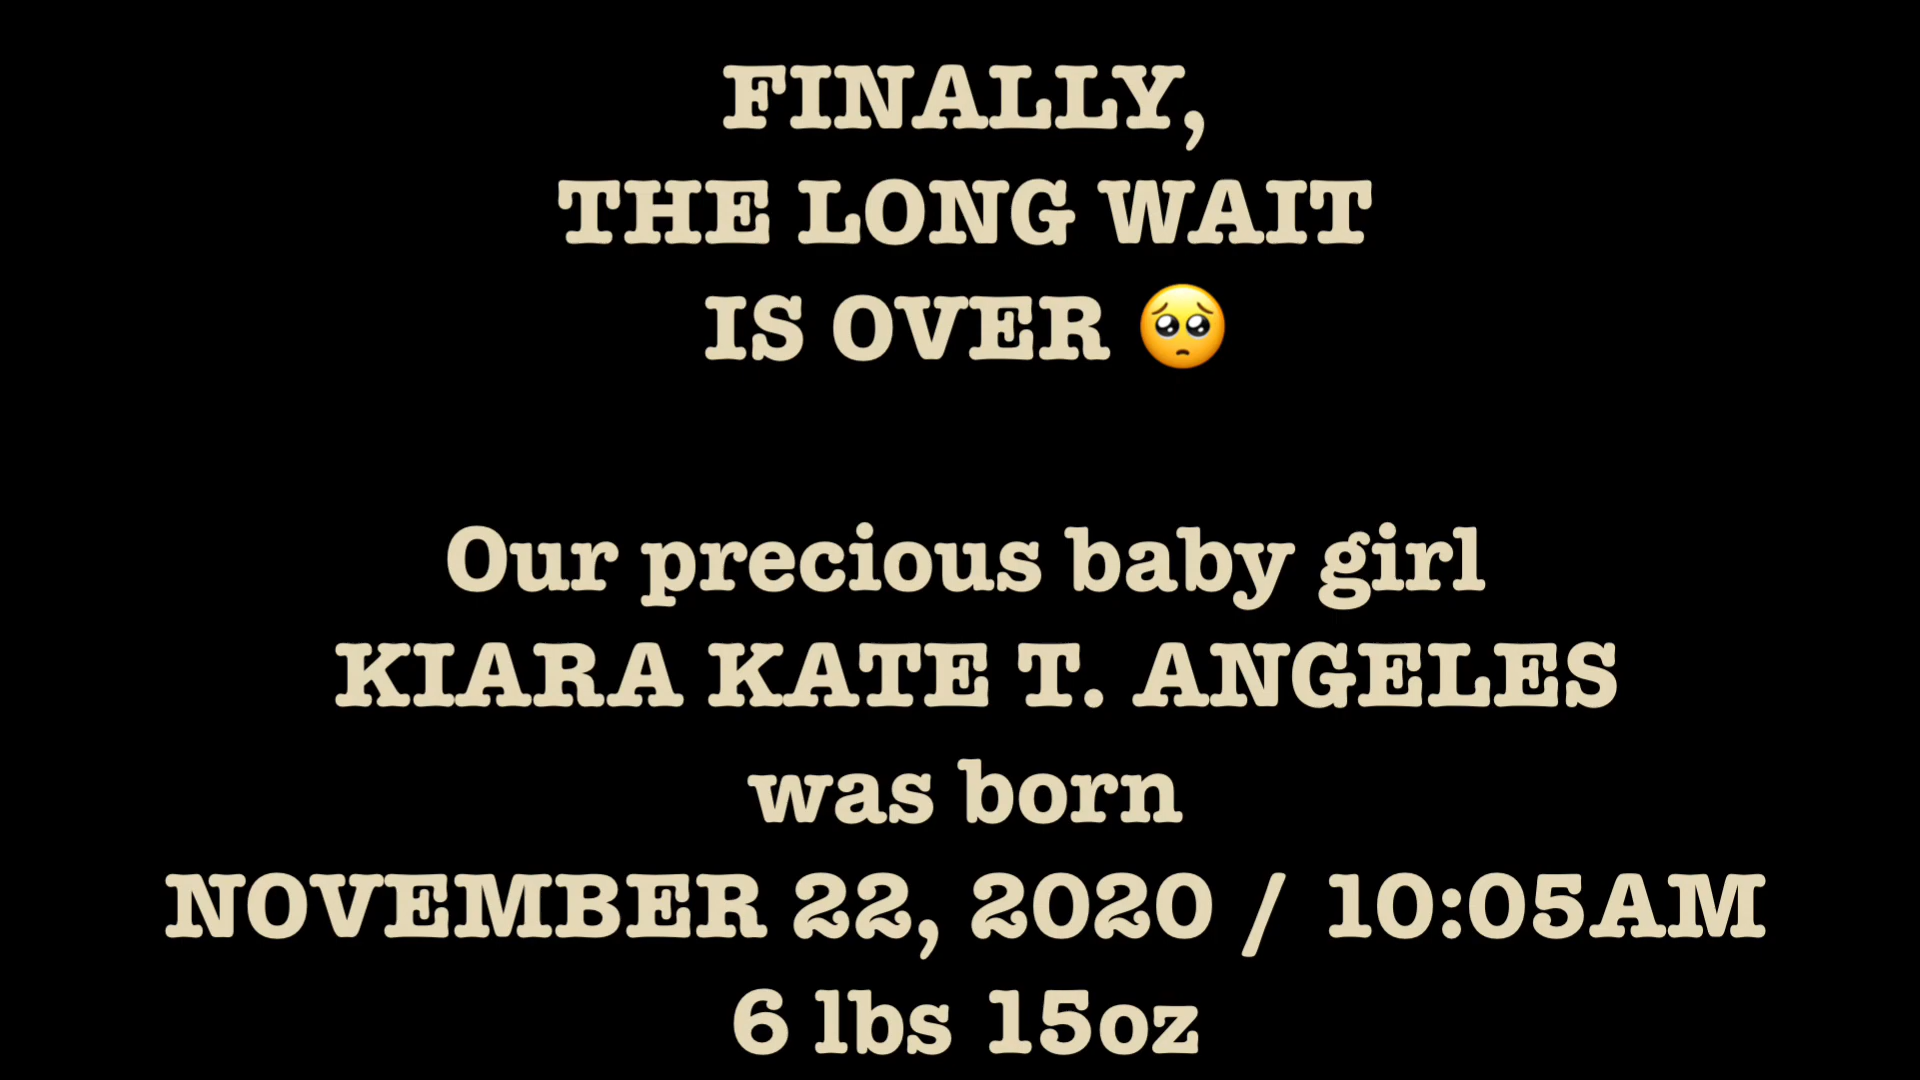 FINALLY,
THE LONG WAIT
IS OVER 🥺
Our precious baby girl
KIARA KATE T. ANGELES
was born
NOVEMBER 22, 2020 / 10:05AM
6 lbs 15oz